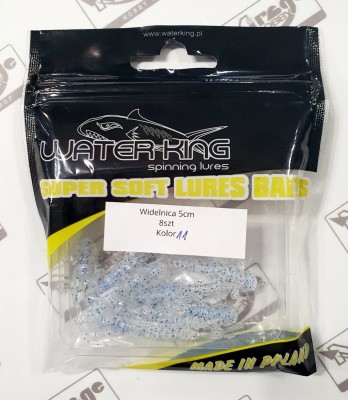 www.waterking.pl
WATER-KING
spinning lures
SUPER SOFT LURES BAITS
Widelnica 5cm
8szt
Kolor 11
MADE IN POLAND